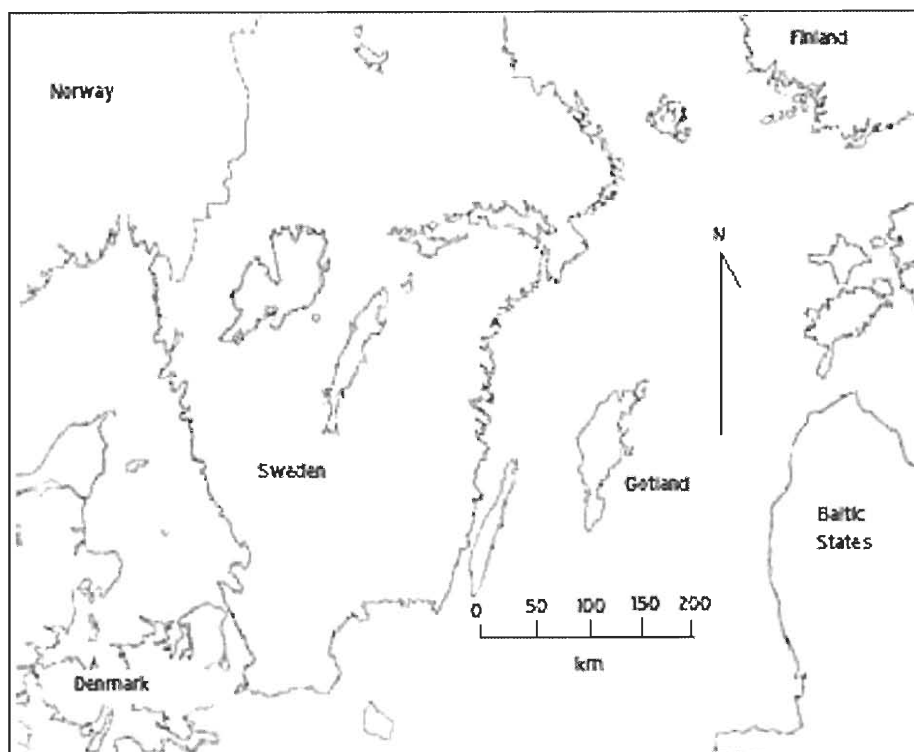 Finland
Norway
N
Sweden
Gotland
Baltic
States
0 50 100 150 200
km
Denmark